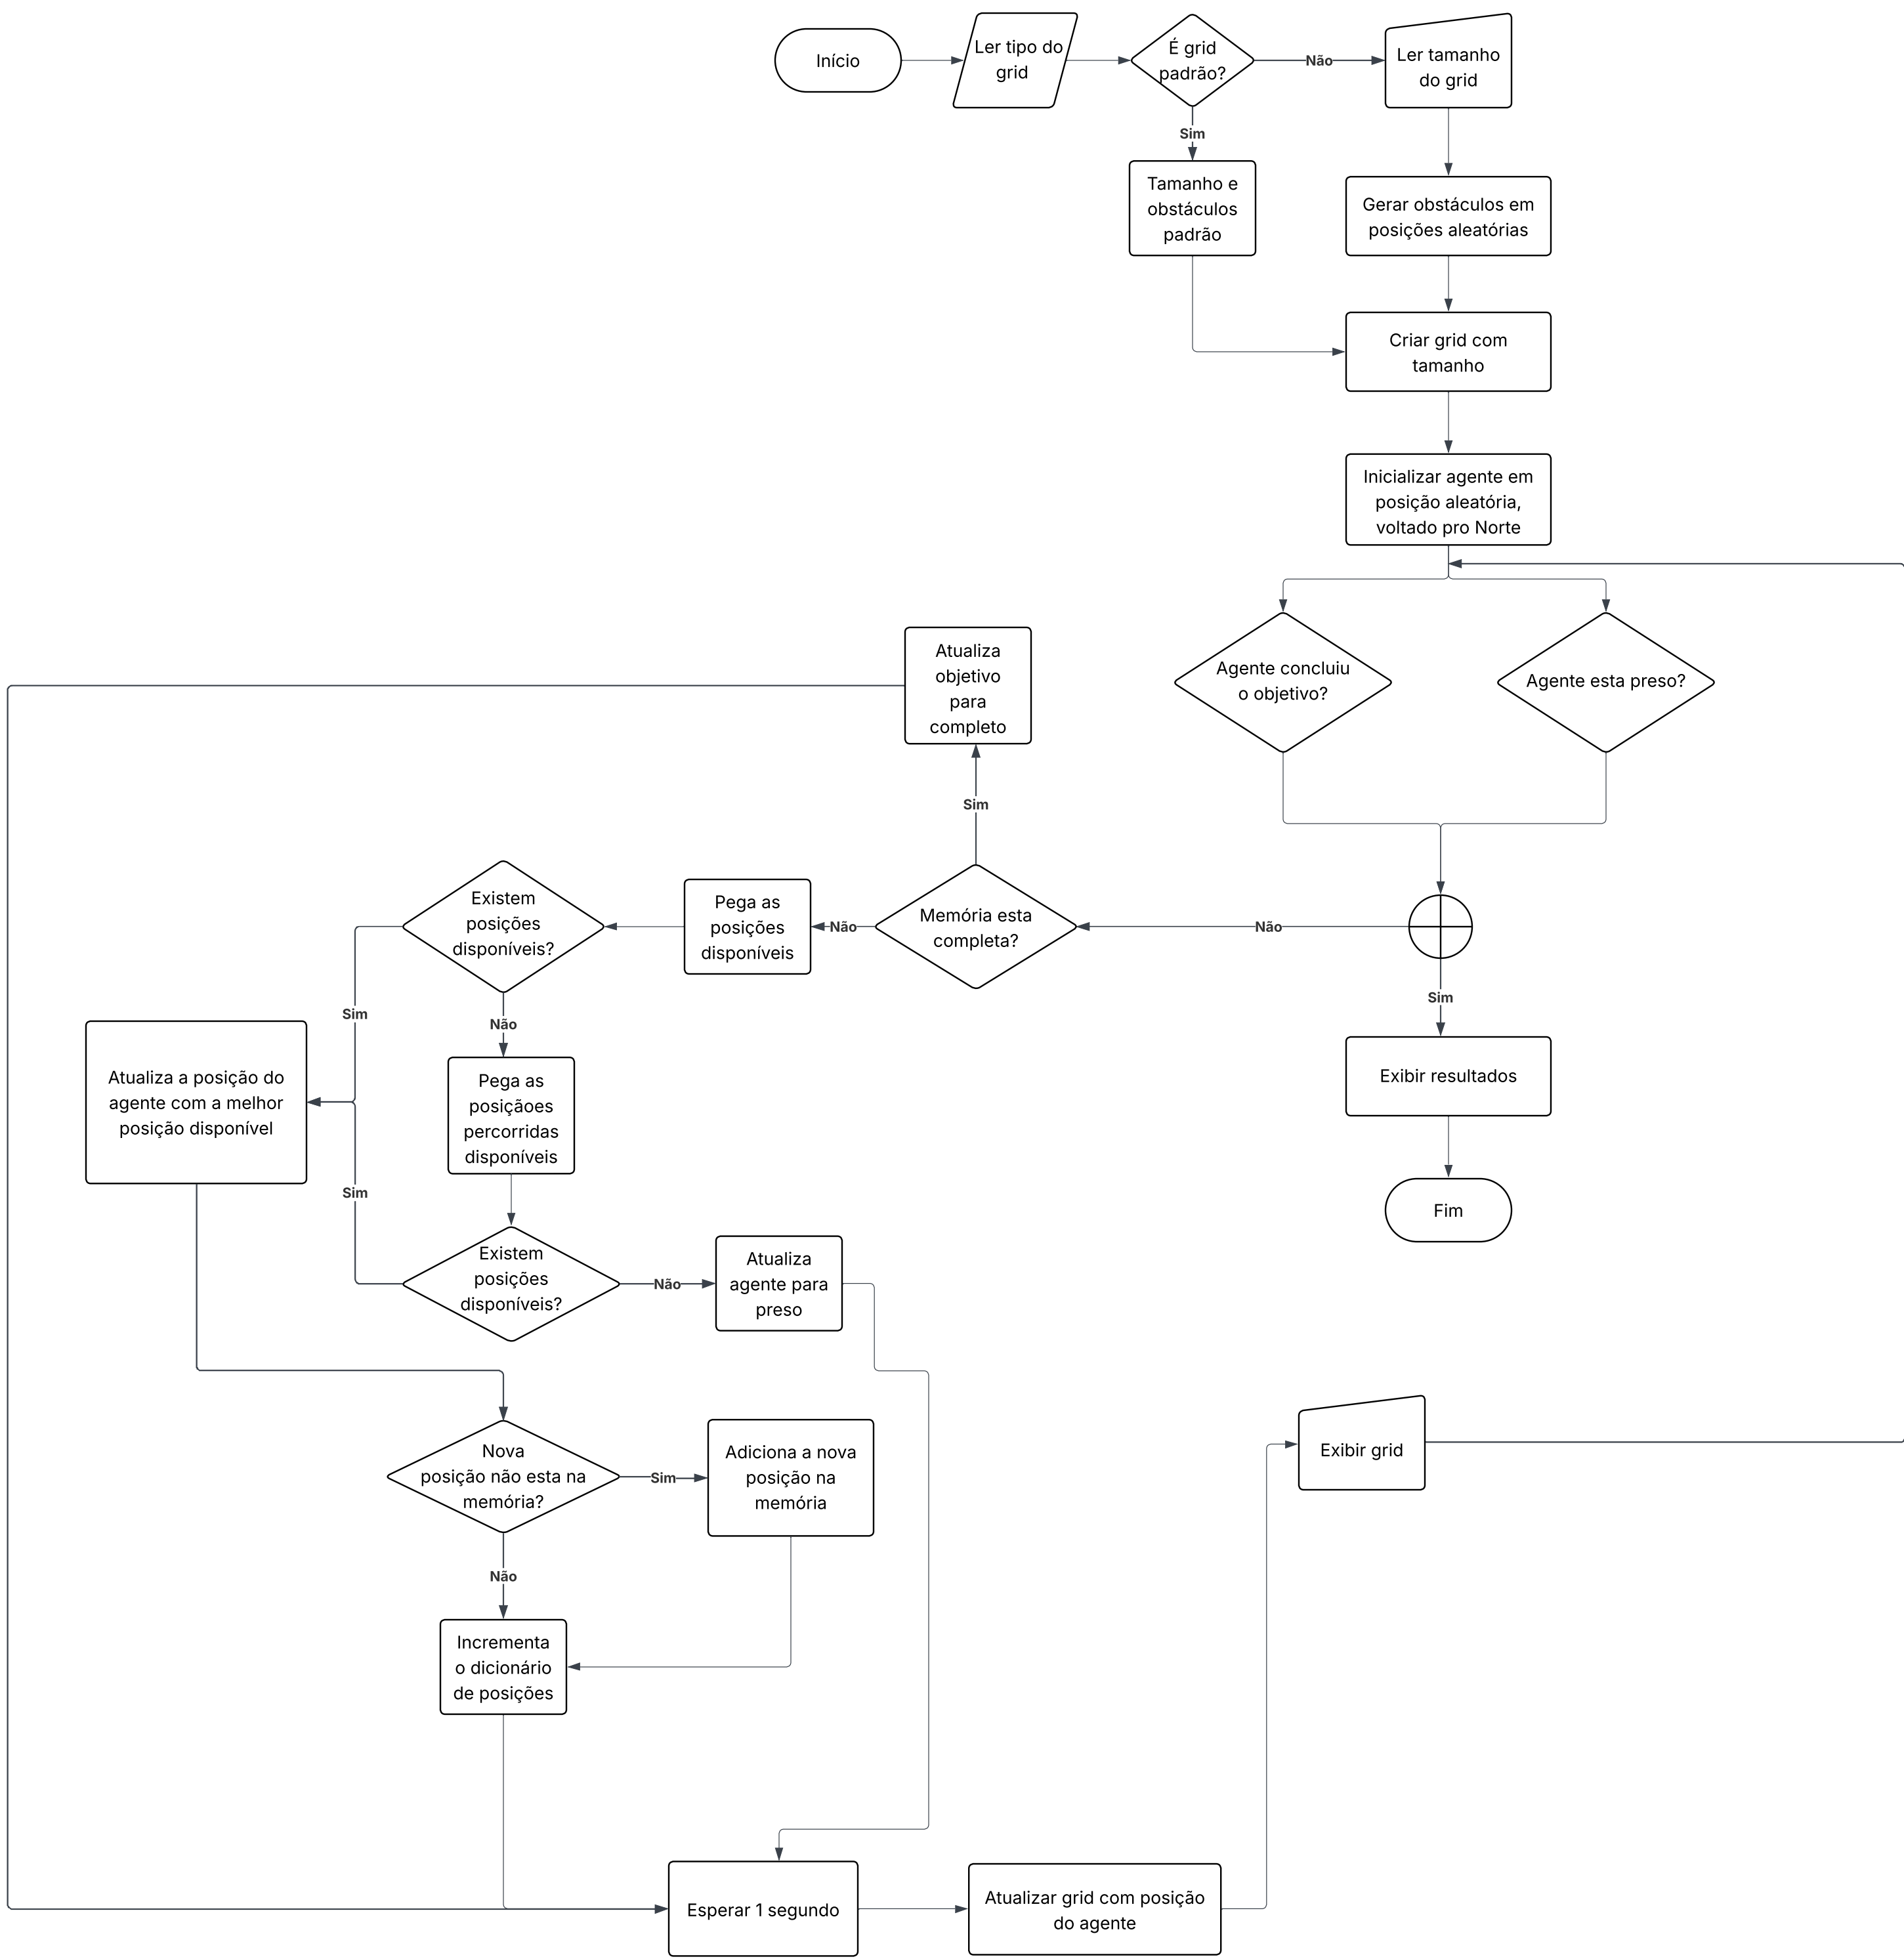 Início
Ler tipo do
grid
É grid
padrão?
Não
Ler tamanho
do grid
Sim
Tamanho e
obstáculos
padrão
Gerar obstáculos em
posições aleatórias
Criar grid com
tamanho
Inicializar agente em
posição aleatória,
voltado pro Norte
Agente concluiu
o objetivo?
Agente esta preso?
Atualiza
objetivo
para
completo
Sim
Existem
posições
disponíveis?
Pega as
posições
disponíveis
Não
Memória esta
completa?
Não
Sim
Sim
Não
Exibir resultados
Atualiza a posição do
agente com a melhor
posição disponível
Pega as
posiçãoes
percorridas
disponíveis
Sim
Fim
Existem
posições
disponíveis?
Não
Atualiza
agente para
preso
Nova
posição não esta na
memória?
Sim
Adiciona a nova
posição na
memória
Exibir grid
Não
Incrementa
o dicionário
de posições
Esperar 1 segundo
Atualizar grid com posição
do agente